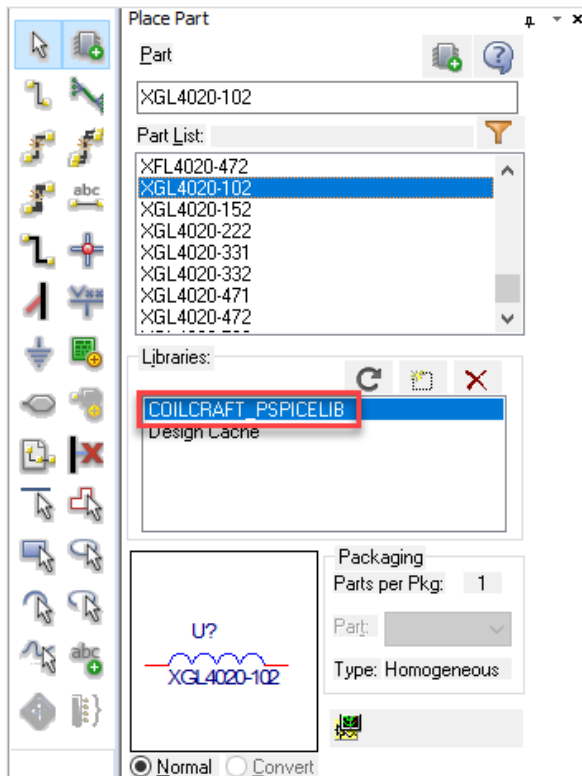 Place Part
Part
XGL4020-102
Part List:
XFL4020-472
XGL4020-102
XGL4020-152
XGL4020-222
XGL4020-331
XGL4020-332
XGL4020-471
XGL4020-472
Libraries:
COILCRAFT_PSPICELIB
Design Cache
Packaging
Parts per Pkg: 1
Part:
Type: Homogeneous
U?
XGL4020-102
Normal Convert
abc
abc